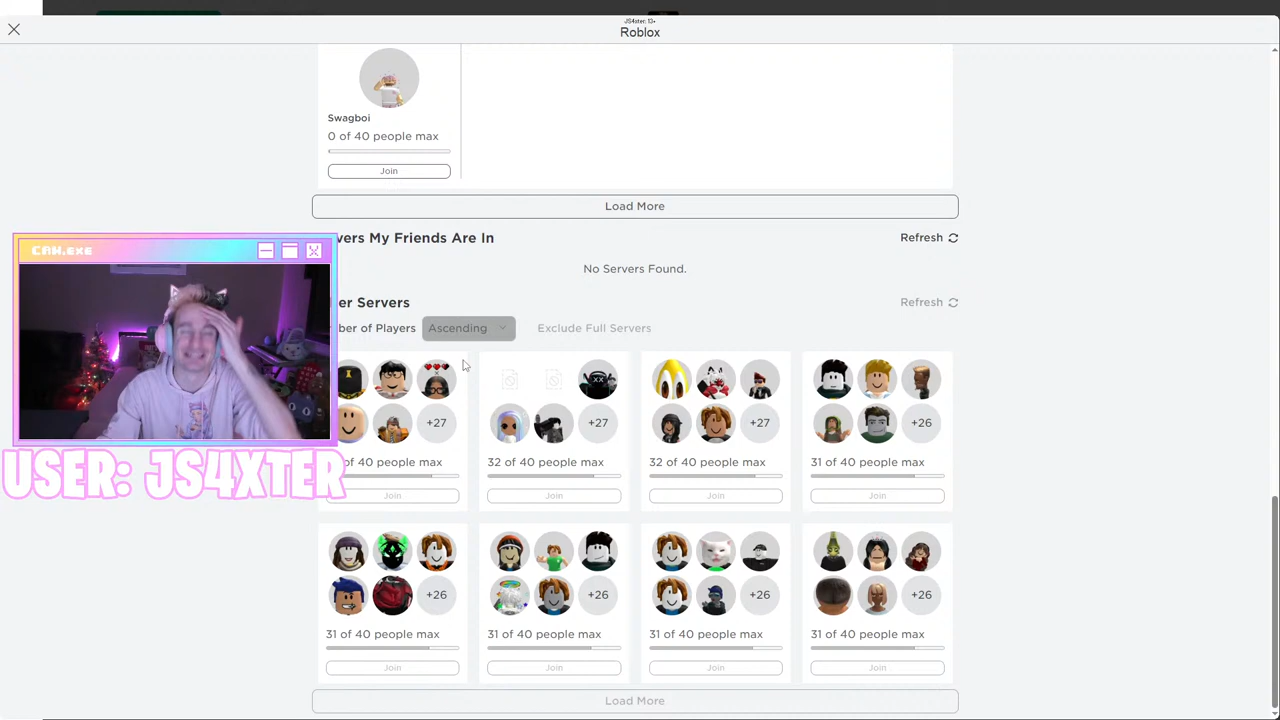 JS4xter: 13+
Roblox
Swagboi
0 of 40 people max
Join
Load More
vers My Friends Are In
Refresh
No Servers Found.
er Servers
Refresh
ber of Players
Ascending
Exclude Full Servers
CAM.exe
+27
of 40 people max
Join
XX
+27
32 of 40 people max
Join
+27
32 of 40 people max
Join
+26
31 of 40 people max
Join
USER: JS4XTER
+26
31 of 40 people max
Join
+26
31 of 40 people max
Join
+26
31 of 40 people max
Join
+26
31 of 40 people max
Join
Load More